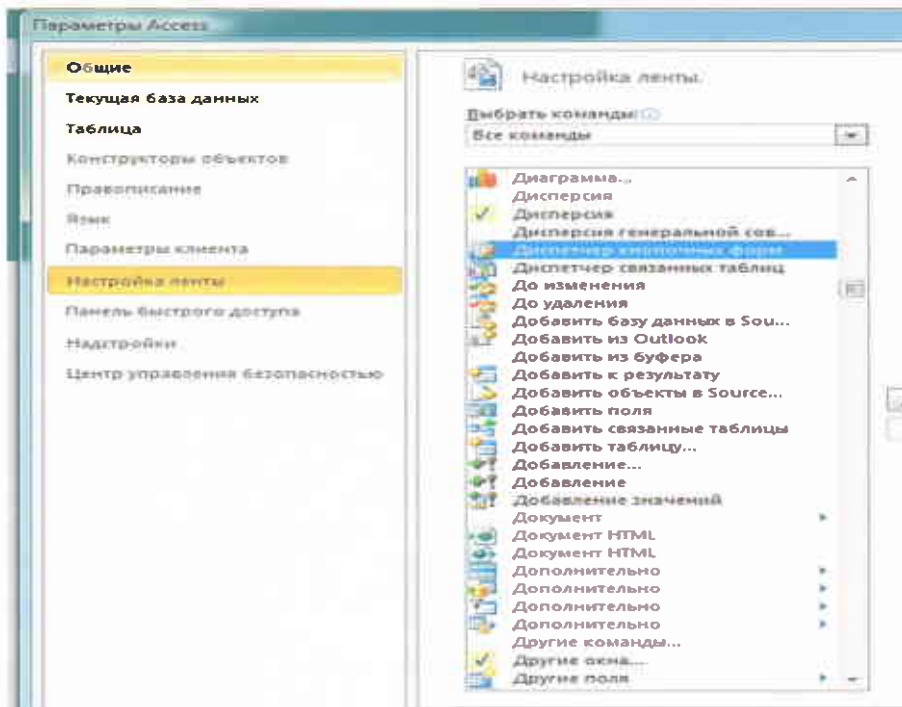 Параметры Access
Общие
Текущая база данных
Таблица
Конструкторы объектов
Правописание
Язык
Параметры клиента
Настройка ленты
Панель быстрого доступа
Надстройки
Центр управления безопасностью
Настройка ленты.
Выбрать команды:
Все команды
Диаграмма...
Дисперсия
Дисперсия
Дисперсия генеральной сов...
Диспетчер кнопочных форм
Диспетчер связанных таблиц
До изменения
До удаления
Добавить базу данных в Sou...
Добавить из Outlook
Добавить из буфера
Добавить к результату
Добавить объекты в Source...
Добавить поля
Добавить связанные таблицы
Добавить таблицу...
Добавление...
Добавление
Добавление значений
Документ
Документ HTML
Документ HTML
Дополнительно
Дополнительно
Дополнительно
Дополнительно
Другие команды...
Другие окна...
Другие поля